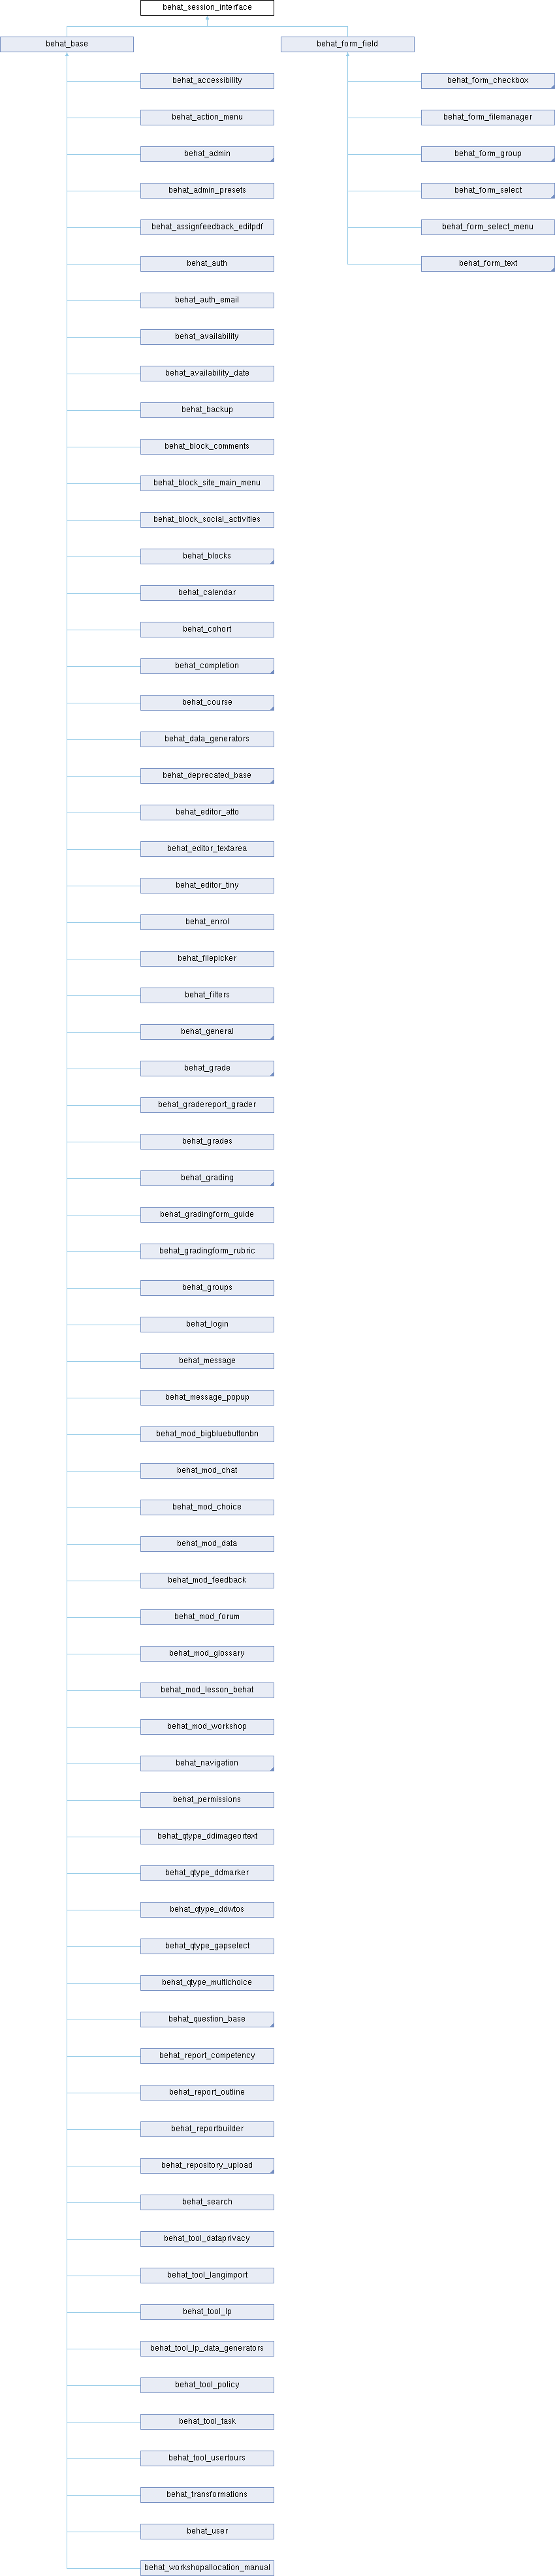 behat_session_interface
behat_base
behat_form_field
behat_accessibility
behat_form_checkbox
behat_action_menu
behat_form_filemanager
behat_admin
behat_form_group
behat_admin_presets
behat_form_select
behat_assignfeedback_editpdf
behat_form_select_menu
behat_auth
behat_form_text
behat_auth_email
behat_availability
behat_availability_date
behat_backup
behat_block_comments
behat_block_site_main_menu
behat_block_social_activities
behat_blocks
behat_calendar
behat_cohort
behat_completion
behat_course
behat_data_generators
behat_deprecated_base
behat_editor_atto
behat_editor_textarea
behat_editor_tiny
behat_enrol
behat_filepicker
behat_filters
behat_general
behat_grade
behat_gradereport_grader
behat_grades
behat_grading
behat_gradingform_guide
behat_gradingform_rubric
behat_groups
behat_login
behat_message
behat_message_popup
behat_mod_bigbluebuttonbn
behat_mod_chat
behat_mod_choice
behat_mod_data
behat_mod_feedback
behat_mod_forum
behat_mod_glossary
behat_mod_lesson_behat
behat_mod_workshop
behat_navigation
behat_permissions
behat_qtype_ddimageortext
behat_qtype_ddmarker
behat_qtype_ddwtos
behat_qtype_gapselect
behat_qtype_multichoice
behat_question_base
behat_report_competency
behat_report_outline
behat_reportbuilder
behat_repository_upload
behat_search
behat_tool_dataprivacy
behat_tool_langimport
behat_tool_lp
behat_tool_lp_data_generators
behat_tool_policy
behat_tool_task
behat_tool_usertours
behat_transformations
behat_user
behat_workshopallocation_manual